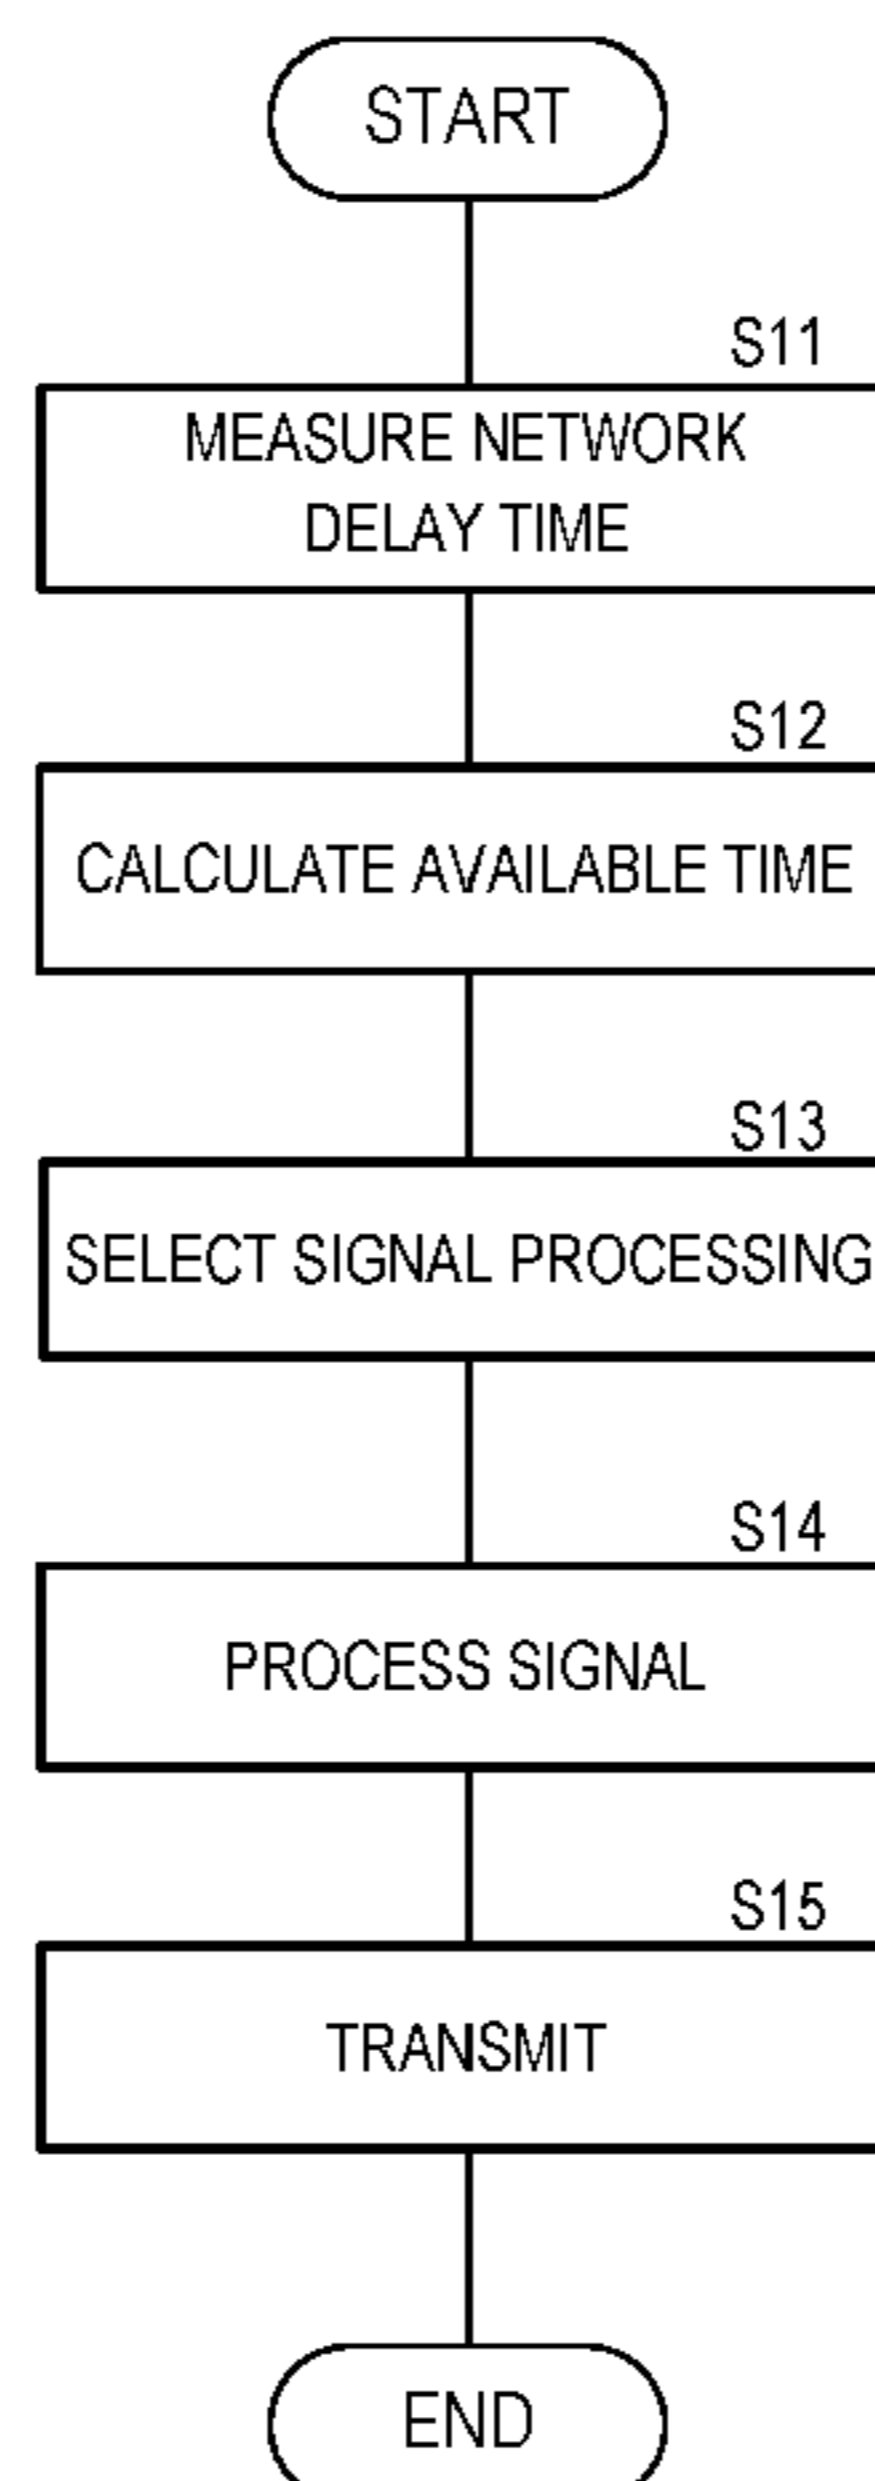 START
S11
MEASURE NETWORK
DELAY TIME
S12
CALCULATE AVAILABLE TIME
S13
SELECT SIGNAL PROCESSING
S14
PROCESS SIGNAL
S15
TRANSMIT
END